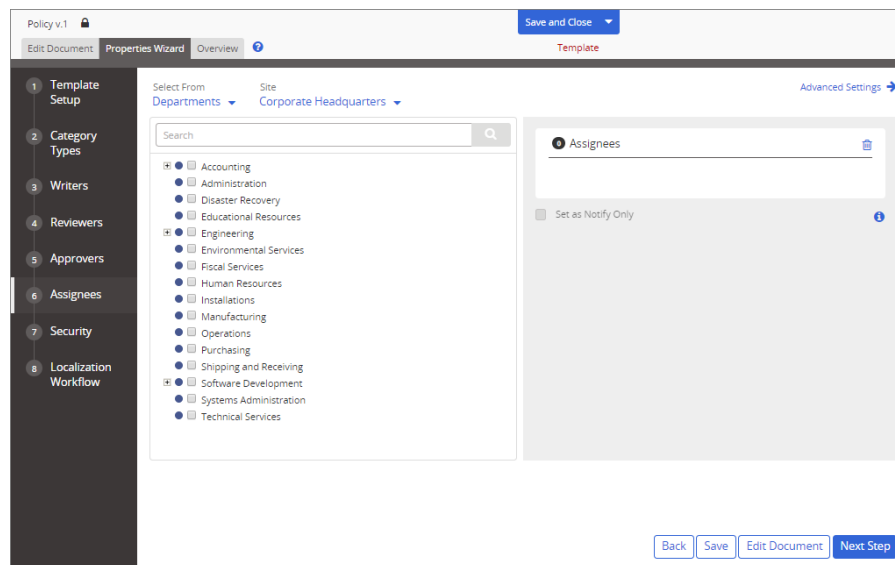 Policy v.1
Save and Close
Edit Document
Properties Wizard
Overview
?
Template
1 Template
Setup
2 Category
Types
3 Writers
4 Reviewers
5 Approvers
6 Assignees
7 Security
8 Localization
Workflow
Select From
Site
Departments
Corporate Headquarters
Advanced Settings
Search
Accounting
Administration
Disaster Recovery
Educational Resources
Engineering
Environmental Services
Fiscal Services
Human Resources
Installations
Manufacturing
Operations
Purchasing
Shipping and Receiving
Software Development
Systems Administration
Technical Services
0 Assignees
Set as Notify Only
Back
Save
Edit Document
Next Step